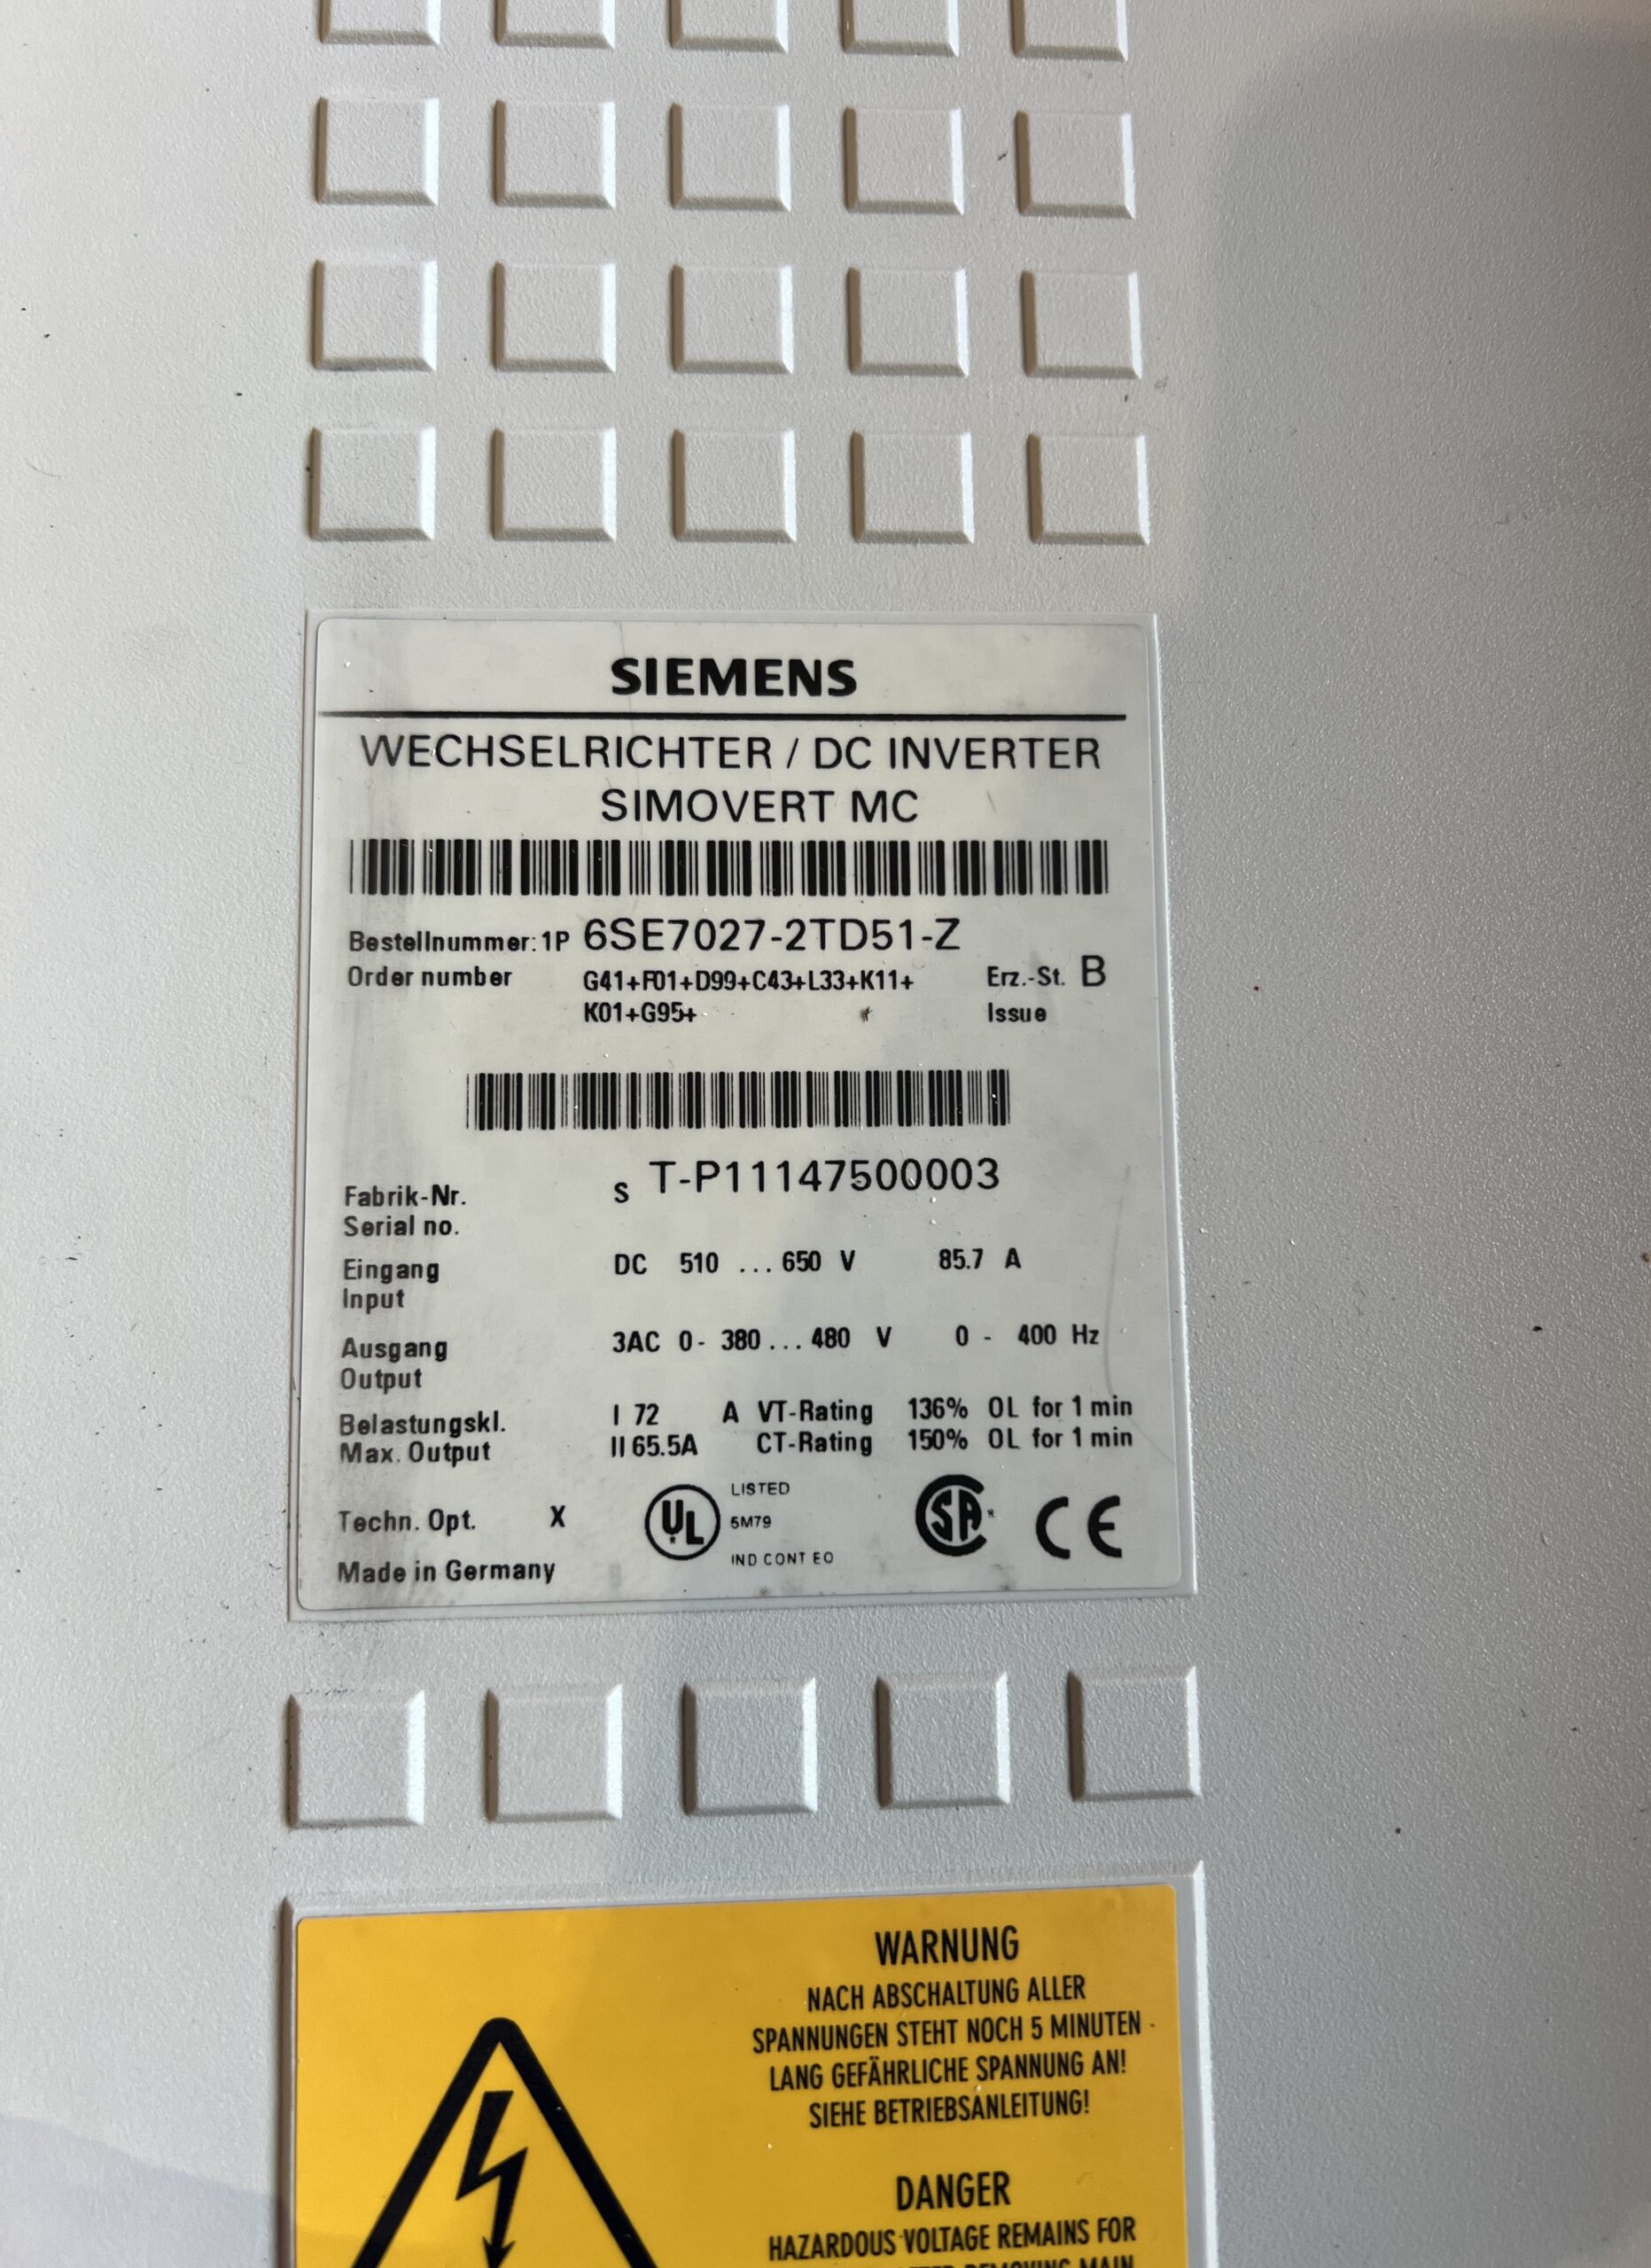 SIEMENS
WECHSELRICHTER / DC INVERTER
SIMOVERT MC
Bestellnummer: 1P 6SE7027-2TD51-Z
Order number G41+F01+D99+C43+L33+K11+ Erz.-St. B
K01+G95+ Issue
S T-P11147500003
Fabrik-Nr.
Serial no.
Eingang DC 510 ... 650 V 85.7 A
Input
Ausgang 3AC 0- 380 ... 480 V 0 - 400 Hz
Output
Belastungskl. I 72 A VT-Rating 136% OL for 1 min
Max. Output II 65.5A CT-Rating 150% OL for 1 min
LISTED
Techn. Opt. X UL 5M79 SA CE
IND CONT EQ
Made in Germany
WARNUNG
NACH ABSCHALTUNG ALLER
SPANNUNGEN STEHT NOCH 5 MINUTEN
LANG GEFÄHRLICHE SPANNUNG AN!
SIEHE BETRIEBSANLEITUNG!
DANGER
HAZARDOUS VOLTAGE REMAINS FOR
REMOVING MAIN